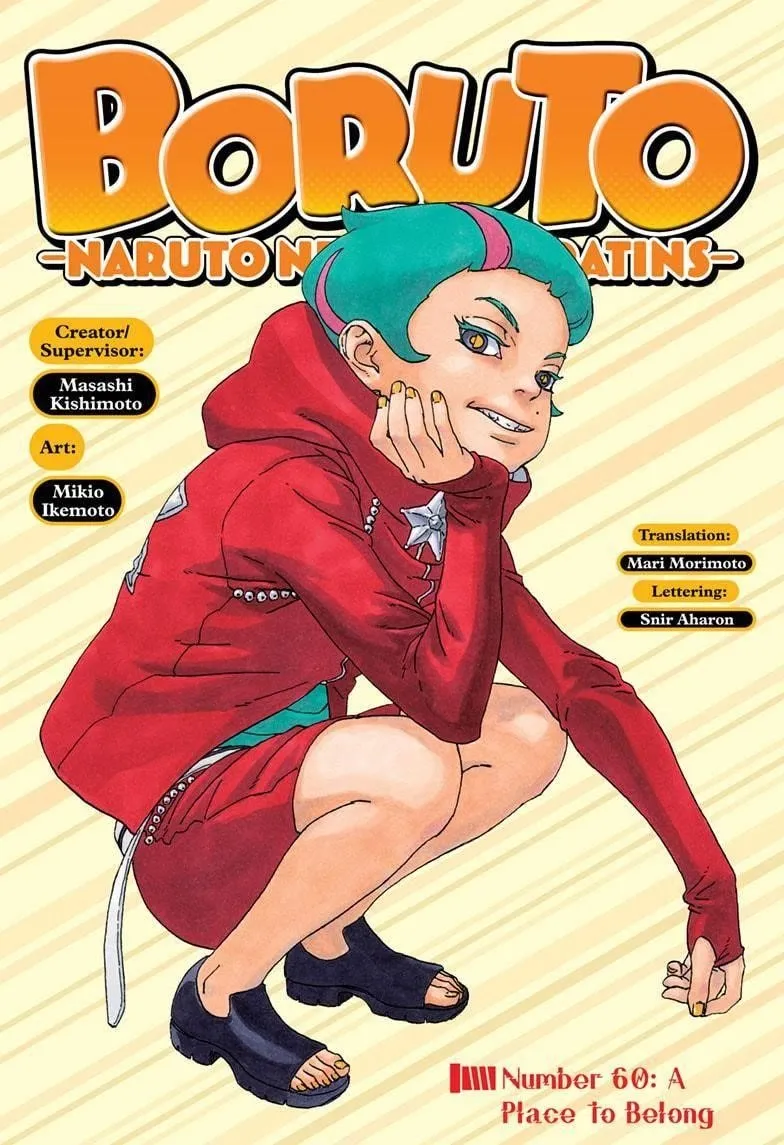 BORUTO
-NARUTO N ATINS-
Creator/
Supervisor:
Masashi
Kishimoto
Art:
Mikio
Ikemoto
Translation:
Mari Morimoto
Lettering:
Snir Aharon
Number 60: A
Place to Belong